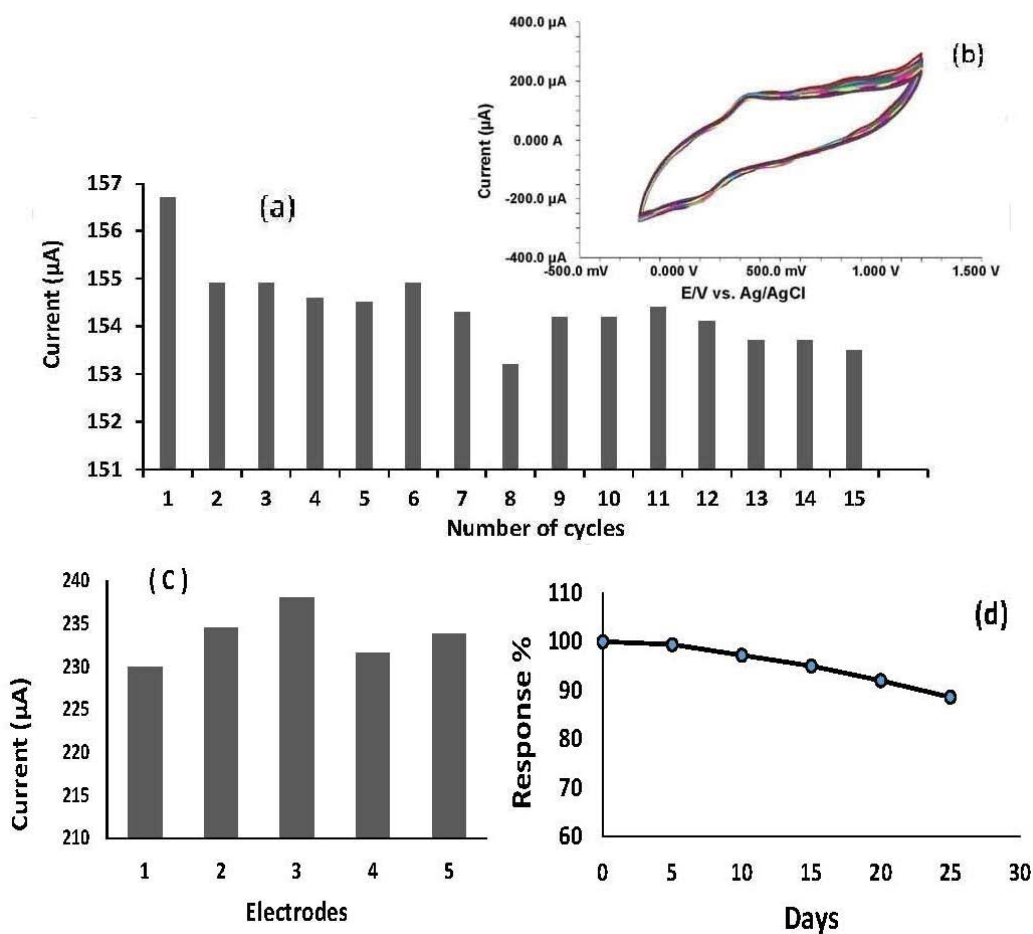 400.0 µA
200.0 µA
0.000 A
-200.0 µA
-400.0 µA
Current (µA)
(b)
-500.0 mV 0.000 V 500.0 mV 1.000 V 1.500 V
E/V vs. Ag/AgCl
157
156
155
154
153
152
151
Current (µA)
(a)
1 2 3 4 5 6 7 8 9 10 11 12 13 14 15
Number of cycles
240
235
230
225
220
215
210
Current (µA)
(C)
1 2 3 4 5
Electrodes
110
100
90
80
70
60
Response %
(d)
0 5 10 15 20 25 30
Days